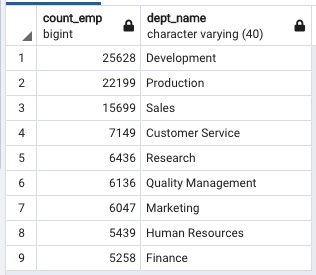 count_emp dept_name
bigint character varying (40)
1 25628 Development
2 22199 Production
3 15699 Sales
4 7149 Customer Service
5 6436 Research
6 6136 Quality Management
7 6047 Marketing
8 5439 Human Resources
9 5258 Finance